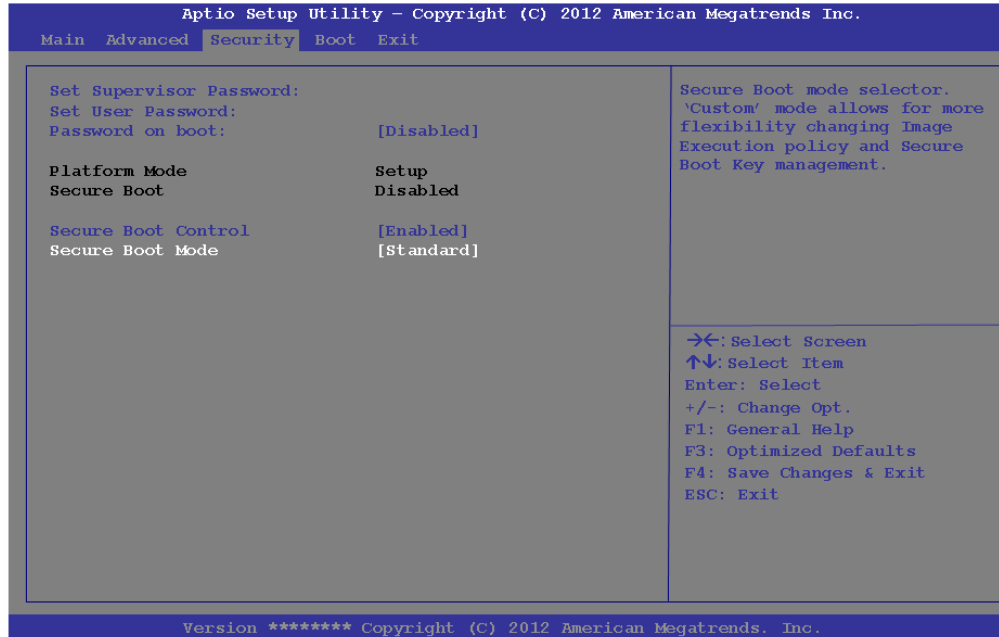 Aptio Setup Utility – Copyright (C) 2012 American Megatrends Inc.
Main Advanced Security Boot Exit
Set Supervisor Password:
Set User Password:
Password on boot: [Disabled]
Platform Mode Setup
Secure Boot Disabled
Secure Boot Control [Enabled]
Secure Boot Mode [Standard]
Secure Boot mode selector.
‘Custom’ mode allows for more
flexibility changing Image
Execution policy and Secure
Boot Key management.
→←: Select Screen
↑↓: Select Item
Enter: Select
+/-: Change Opt.
F1: General Help
F3: Optimized Defaults
F4: Save Changes & Exit
ESC: Exit
Version ******** Copyright (C) 2012 American Megatrends. Inc.